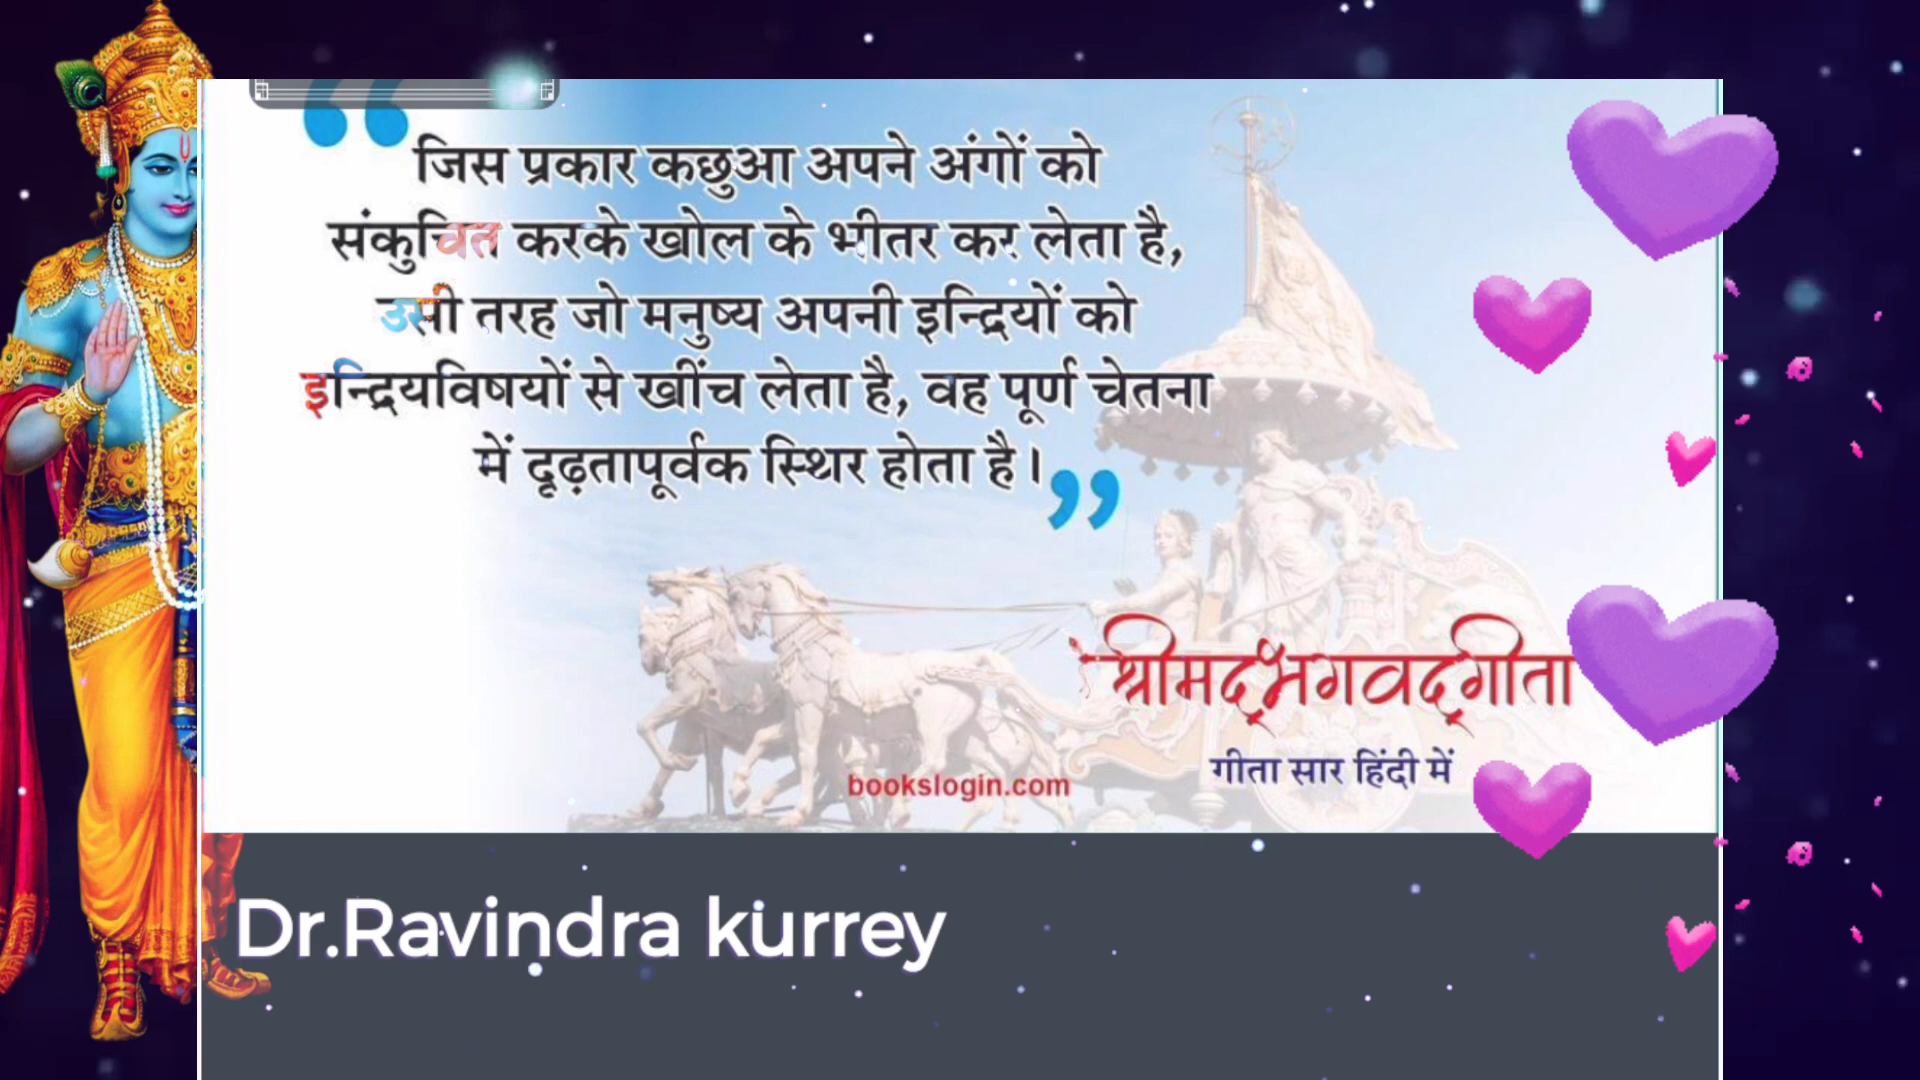 जिस प्रकार कछुआ अपने अंगों को
संकुचित करके खोल के भीतर कर लेता है,
उसी तरह जो मनुष्य अपनी इन्द्रियों को
इन्द्रियविषयों से खींच लेता है, वह पूर्ण चेतना
में दृढ़तापूर्वक स्थिर होता है।
श्रीमद्भगवद्गीता
गीता सार हिंदी में
bookslogin.com
Dr.Ravindra kurrey